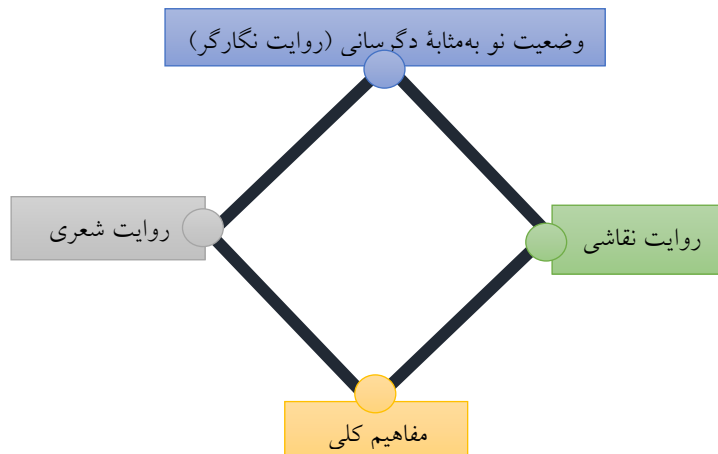 وضعیت نو به‌مثابهٔ دگرسانی (روایت نگارگر)
روایت شعری
روایت نقاشی
مفاهیم کلی